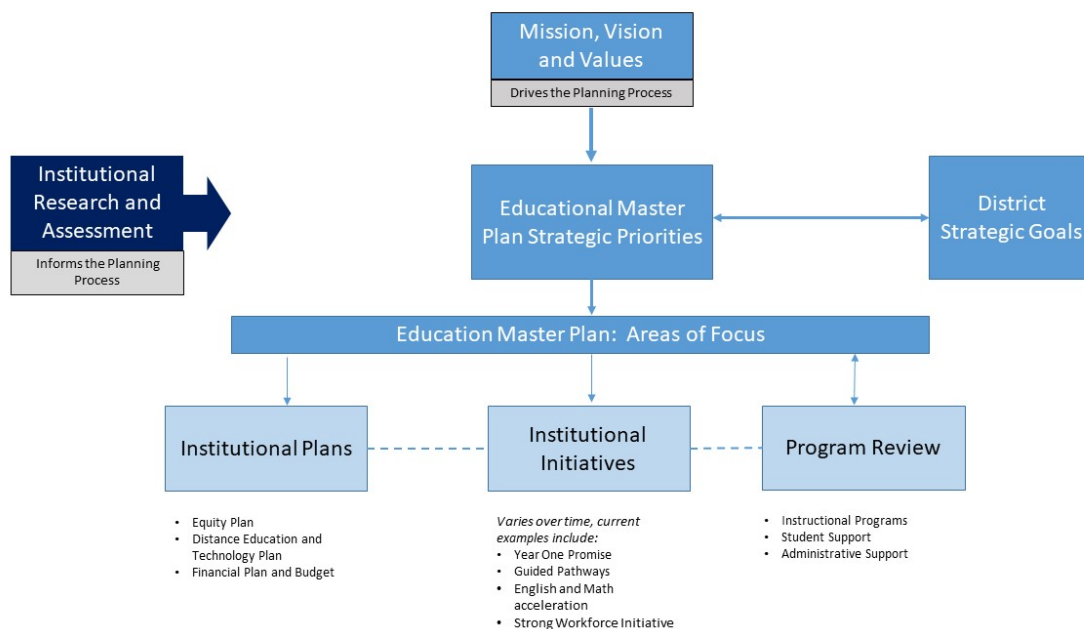 Mission, Vision
and Values
Drives the Planning Process
Institutional
Research and
Assessment
Informs the Planning
Process
Educational Master
Plan Strategic Priorities
District
Strategic Goals
Education Master Plan:  Areas of Focus
Institutional Plans
Institutional
Initiatives
Program Review
• Equity Plan
• Distance Education and
Technology Plan
• Financial Plan and Budget
Varies over time, current
examples include:
• Year One Promise
• Guided Pathways
• English and Math
acceleration
• Strong Workforce Initiative
• Instructional Programs
• Student Support
• Administrative Support